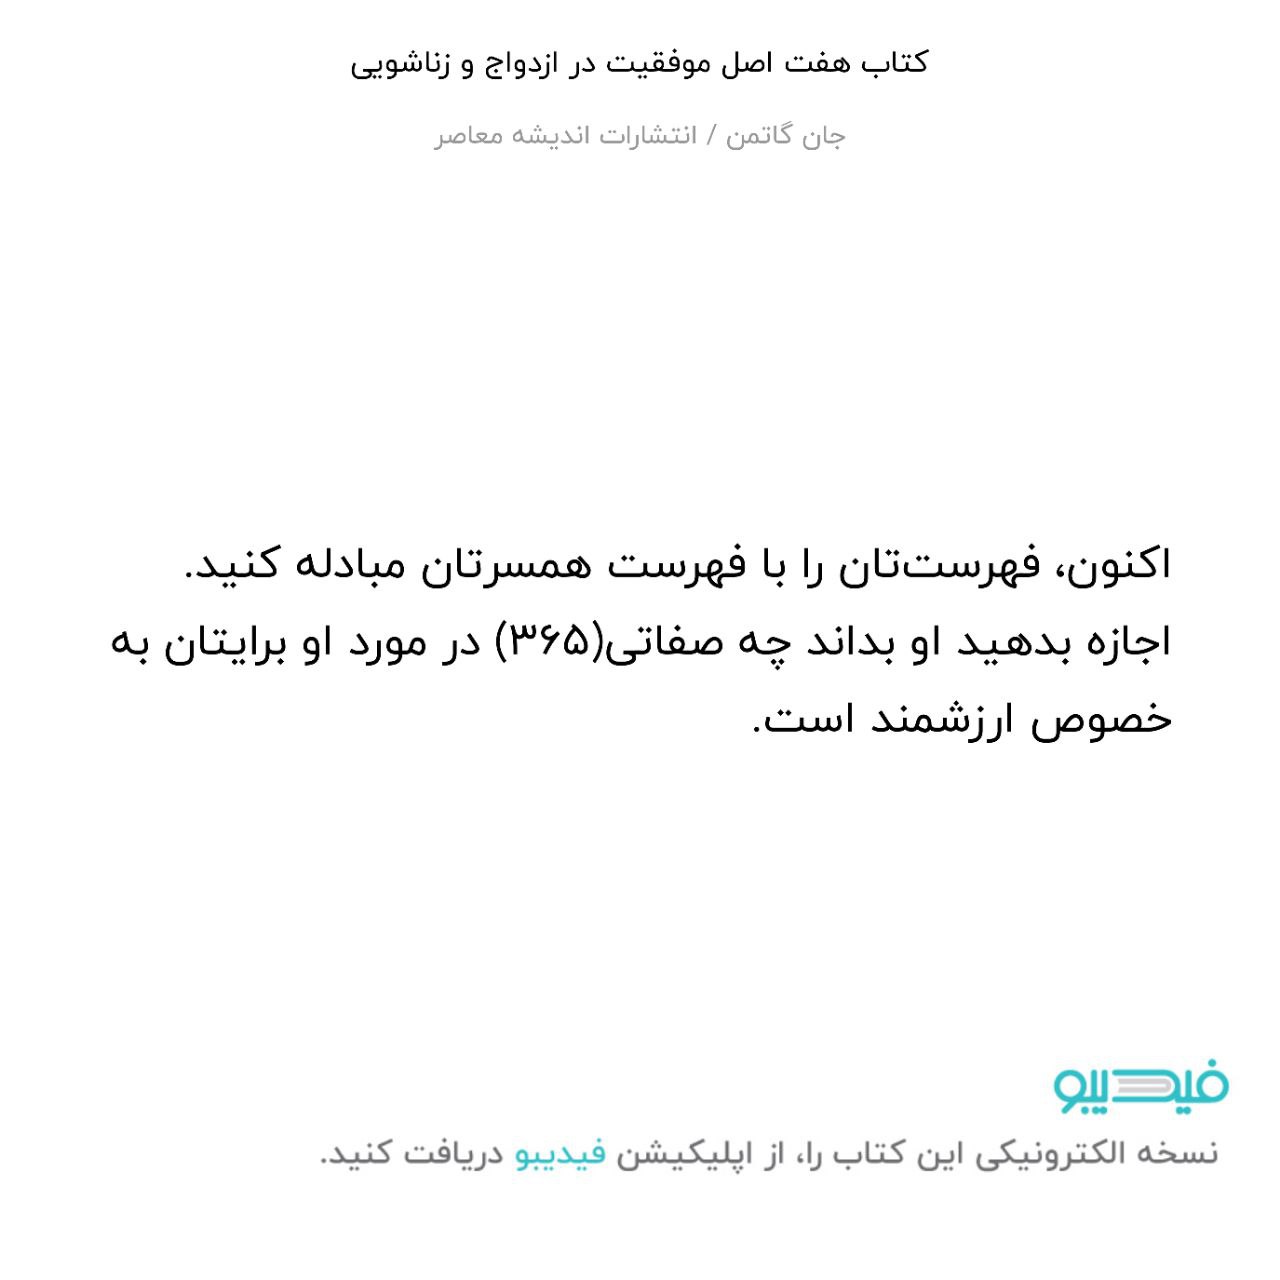 کتاب هفت اصل موفقیت در ازدواج و زناشویی
جان گاتمن / انتشارات اندیشه معاصر
اکنون، فهرست‌تان را با فهرست همسرتان مبادله کنید.
اجازه بدهید او بداند چه صفاتی(۳۶۵) در مورد او برایتان به
خصوص ارزشمند است.
فیدیبو
نسخه الکترونیکی این کتاب را، از اپلیکیشن فیدیبو دریافت کنید.